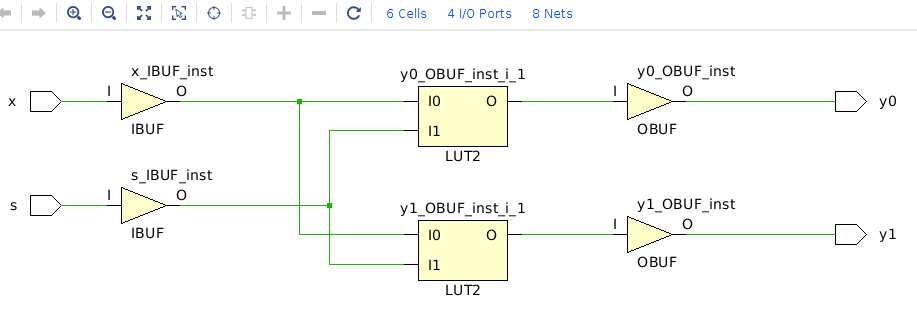 6 Cells 4 I/O Ports 8 Nets
x_IBUF_inst
y0_OBUF_inst_i_1
y0_OBUF_inst
x
I
O
I0
O
I
O
y0
I1
IBUF
LUT2
OBUF
s_IBUF_inst
s
I
O
y1_OBUF_inst_i_1
y1_OBUF_inst
IBUF
I0
O
I
O
y1
I1
OBUF
LUT2